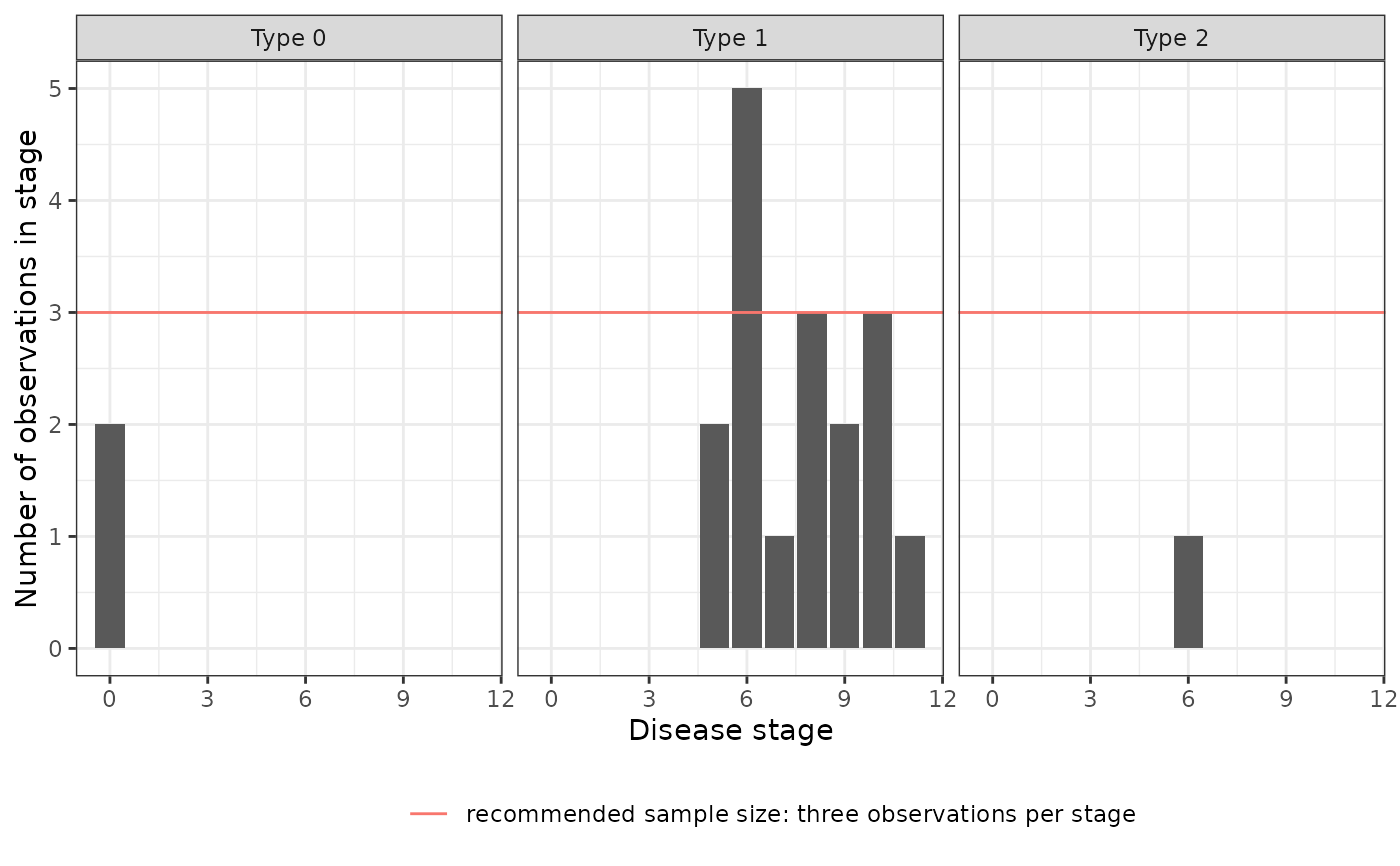 Type 0 Type 1 Type 2
Number of observations in stage
5
4
3
2
1
0
0 3 6 9 12 0 3 6 9 12 0 3 6 9 12
Disease stage
recommended sample size: three observations per stage